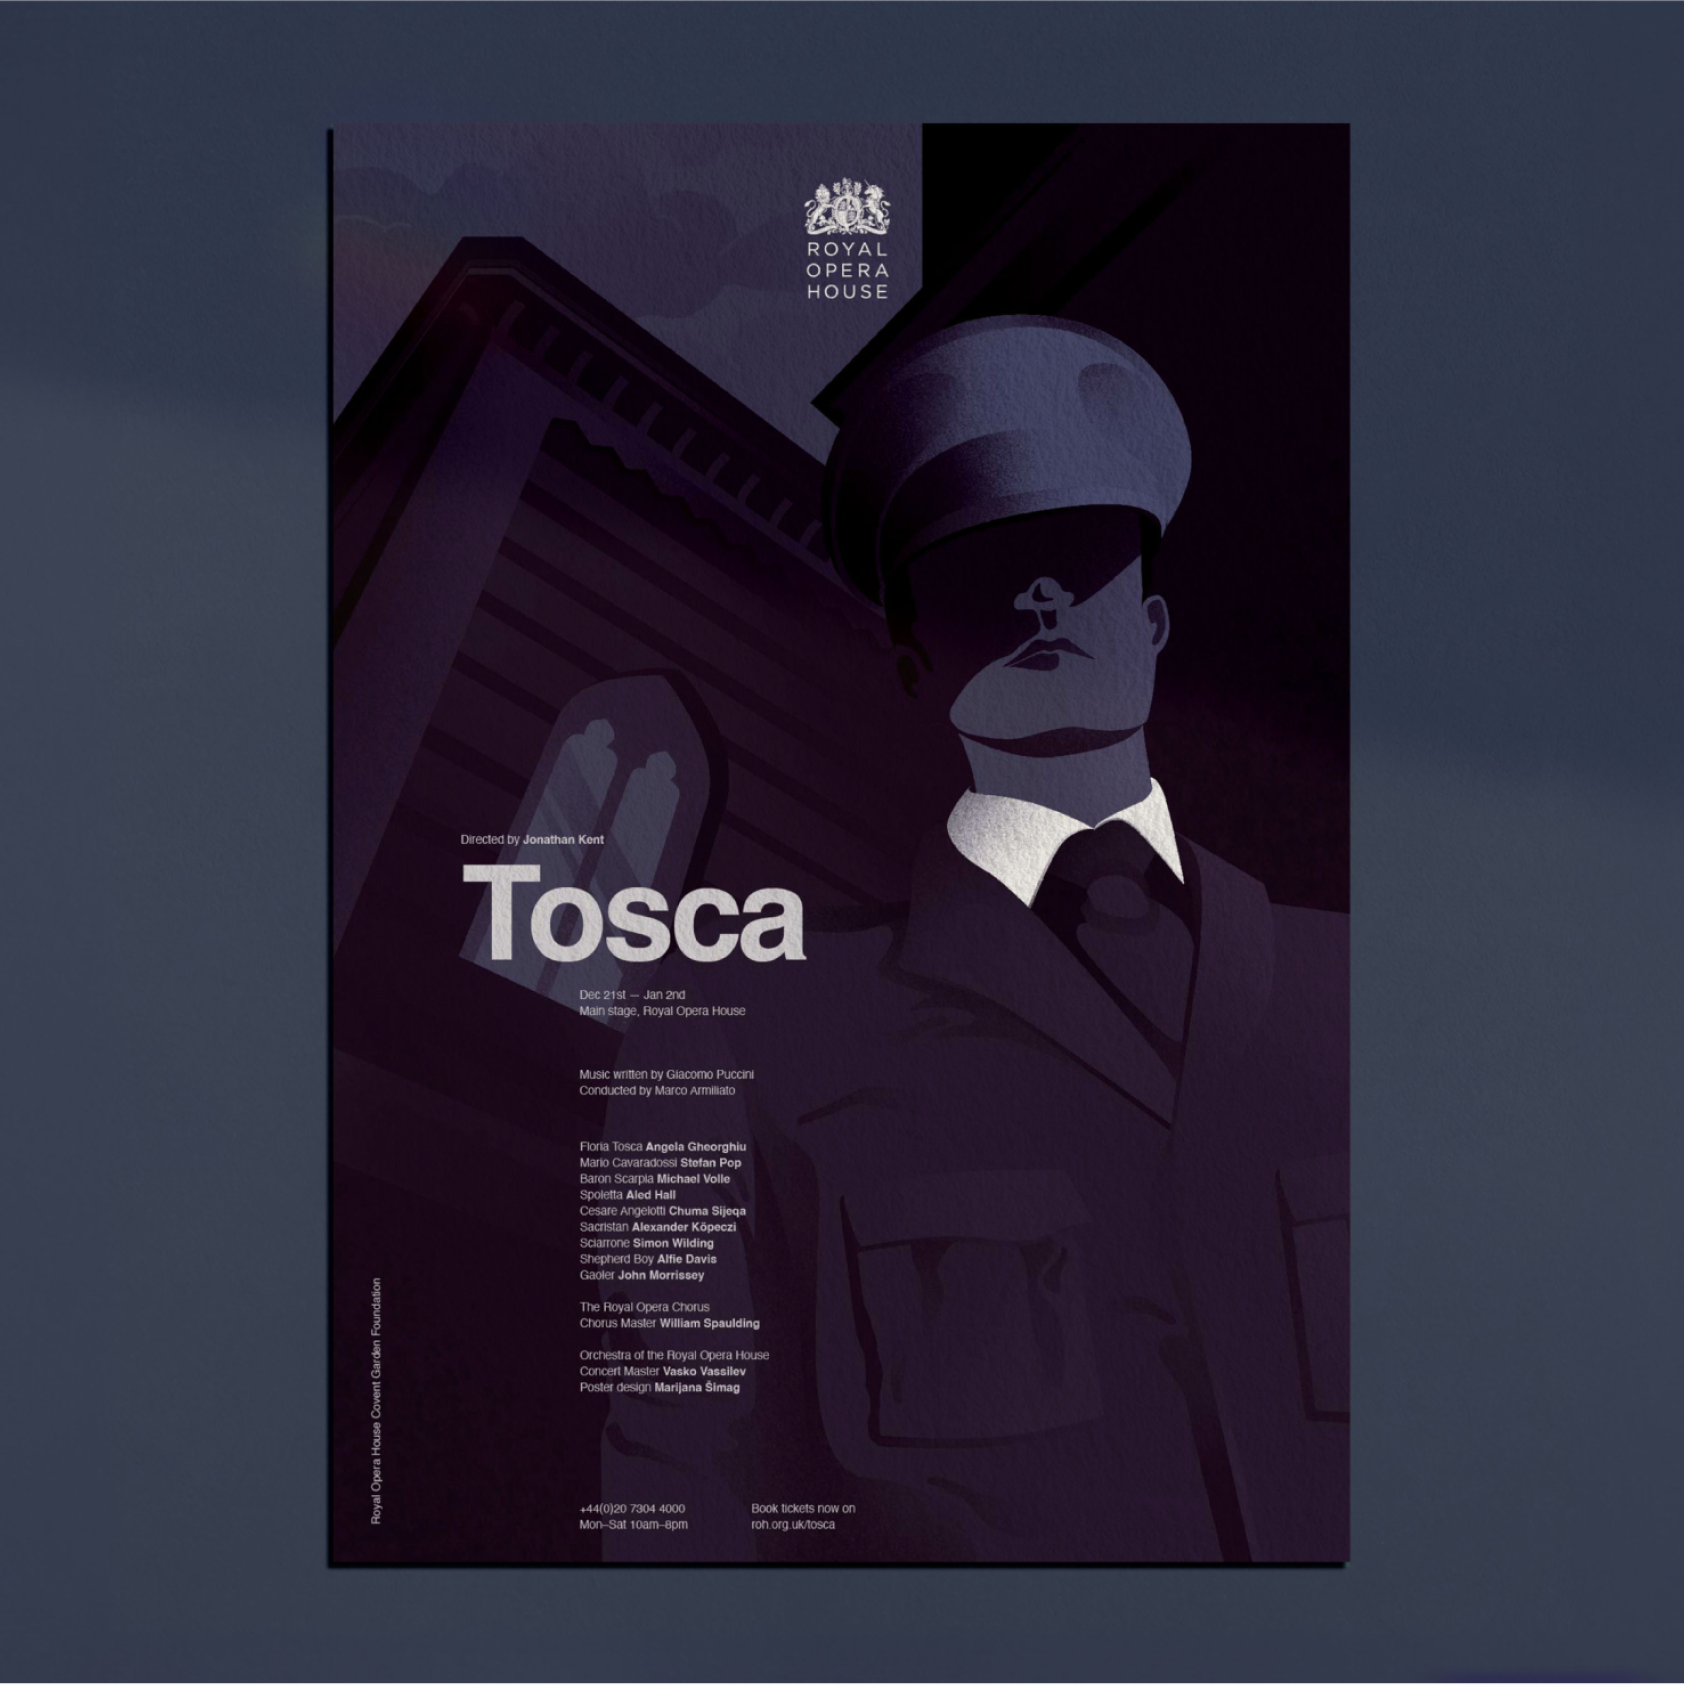 ROYAL
OPERA
HOUSE
Directed by Jonathan Kent
Tosca
Dec 21st — Jan 2nd
Main stage, Royal Opera House
Music written by Giacomo Puccini
Conducted by Marco Armiliato
Floria Tosca Angela Gheorghiu
Mario Cavaradossi Stefan Pop
Baron Scarpia Michael Volle
Spoletta Aled Hall
Cesare Angelotti Chuma Sijeqa
Sacristan Alexander Köpeczi
Sciarrone Simon Wilding
Shepherd Boy Alfie Davis
Gaoler John Morrissey
The Royal Opera Chorus
Chorus Master William Spaulding
Orchestra of the Royal Opera House
Concert Master Vasko Vassilev
Poster design Marijana Šimag
+44(0)20 7304 4000
Mon–Sat 10am–8pm
Book tickets now on
roh.org.uk/tosca
Royal Opera House Covent Garden Foundation